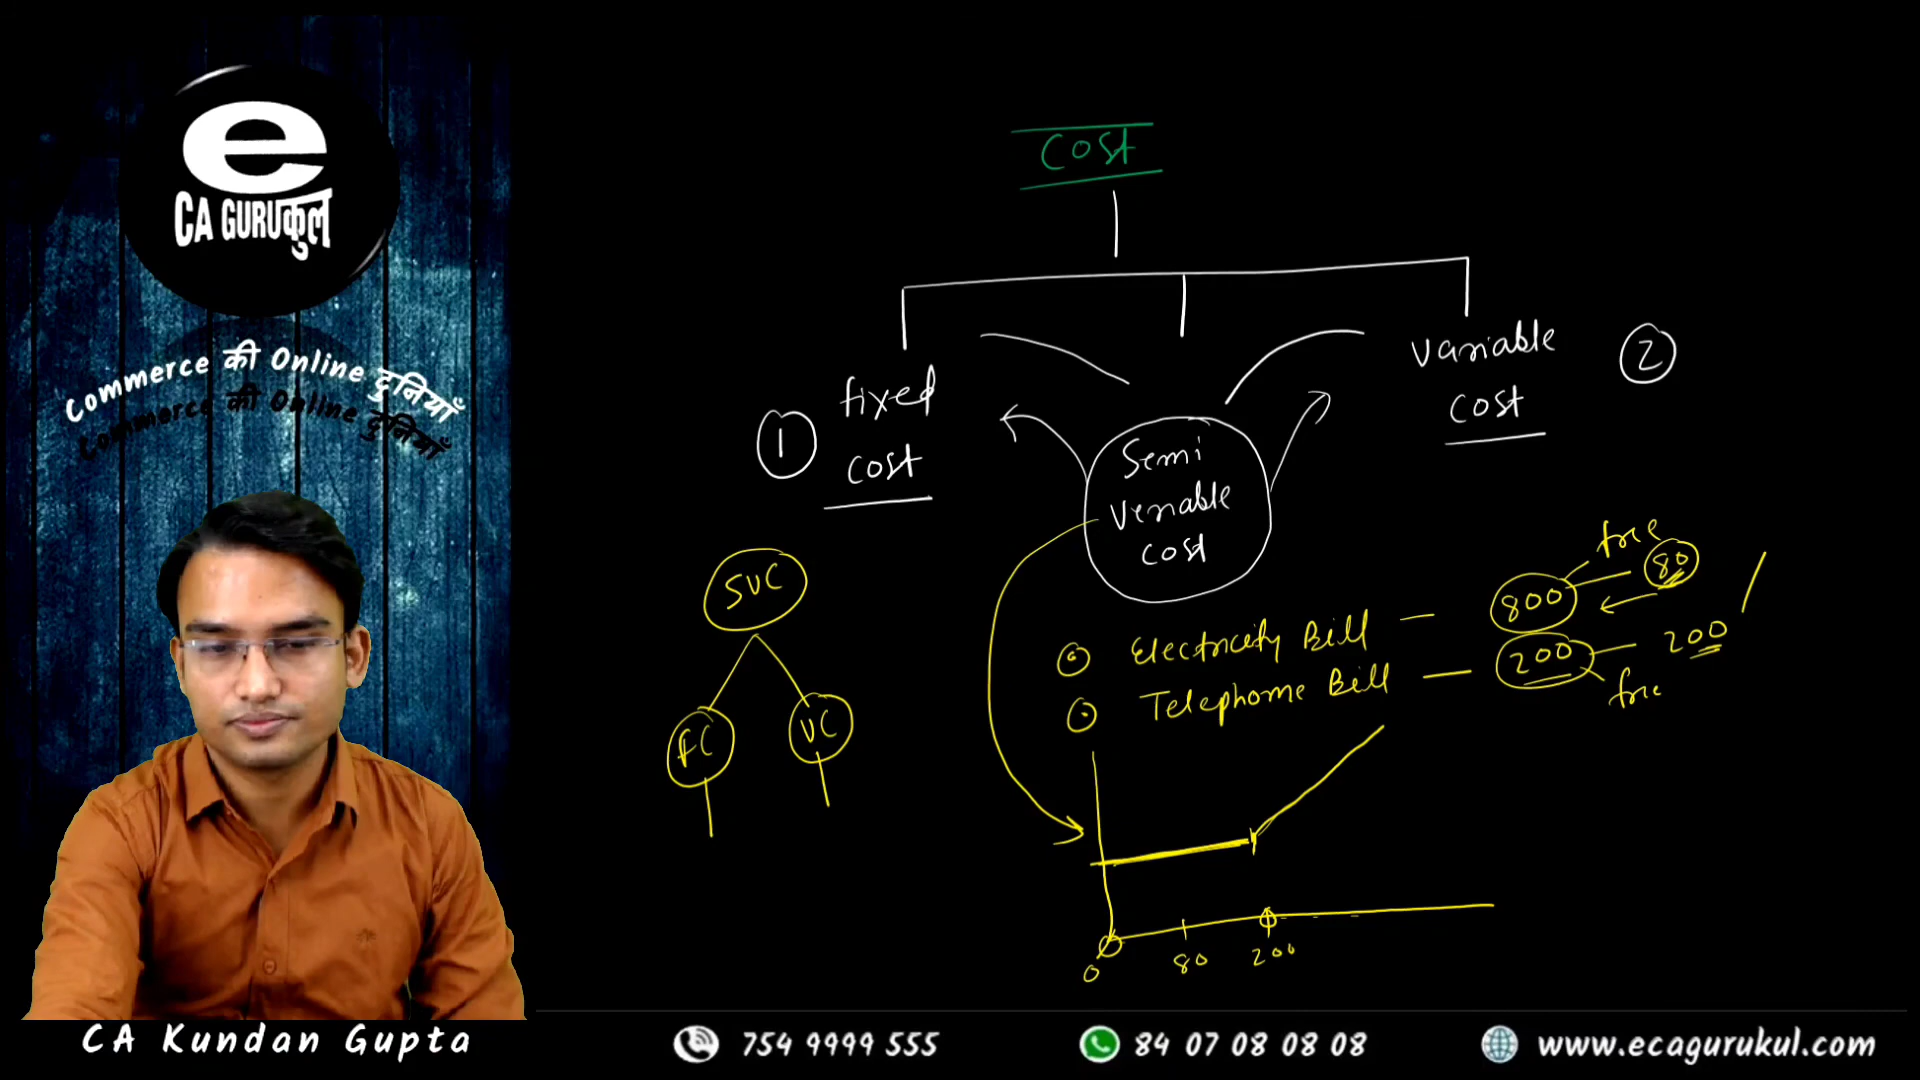 e
CA GURUकुल
Commerce की Online दुनियाँ
Commerce की Online दुनियाँ
COST
fixed
cost
1
Semi
Variable
cost
Variable
cost
2
SVC
FC
VC
Electricity Bill — 800
free
80
Telephone Bill — 200
200
free
0
80
200
CA Kundan Gupta
754 9999 555
84 07 08 08 08
www.ecagurukul.com